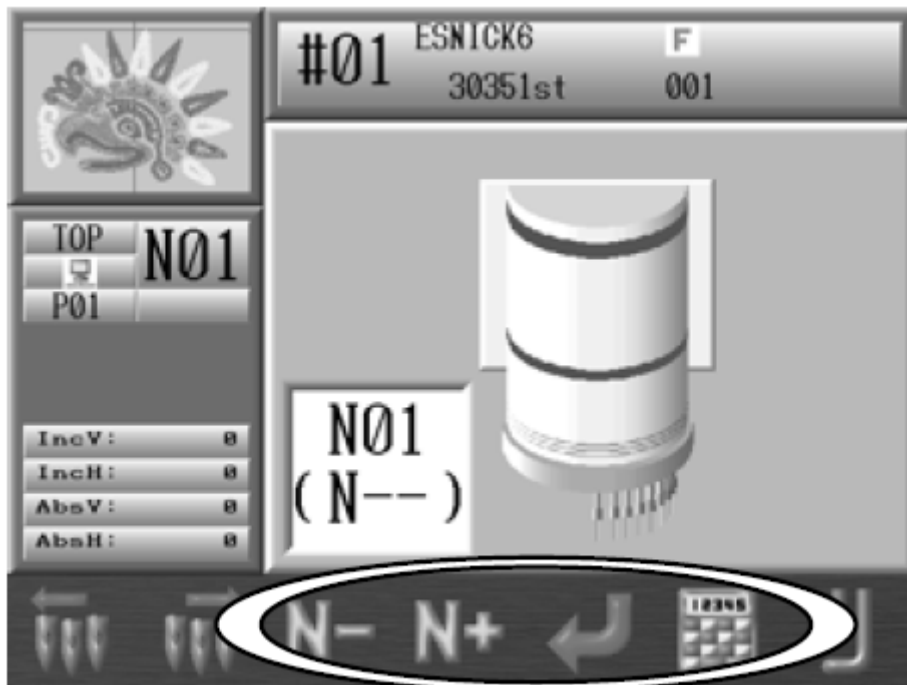 #01 ESNICK6 F
30351st 001
TOP N01
P01
N01
(N--)
IncV: 0
IncH: 0
AbsV: 0
AbsH: 0
N- N+ 12345